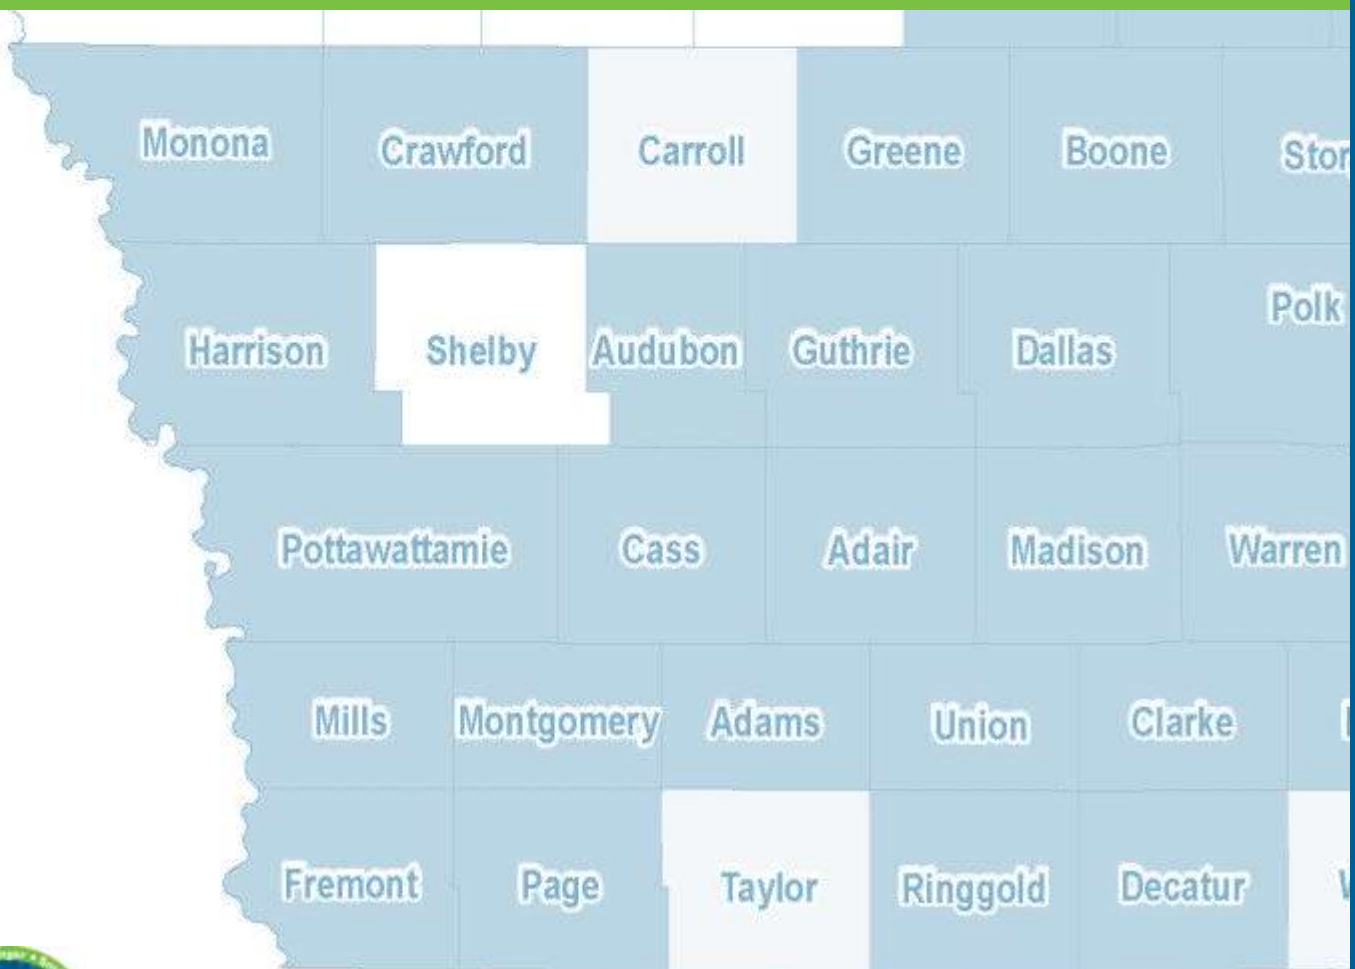 Monona Crawford Carroll Greene Boone Stor
Harrison Shelby Audubon Guthrie Dallas Polk
Pottawattamie Cass Adair Madison Warren
Mills Montgomery Adams Union Clarke
Fremont Page Taylor Ringgold Decatur